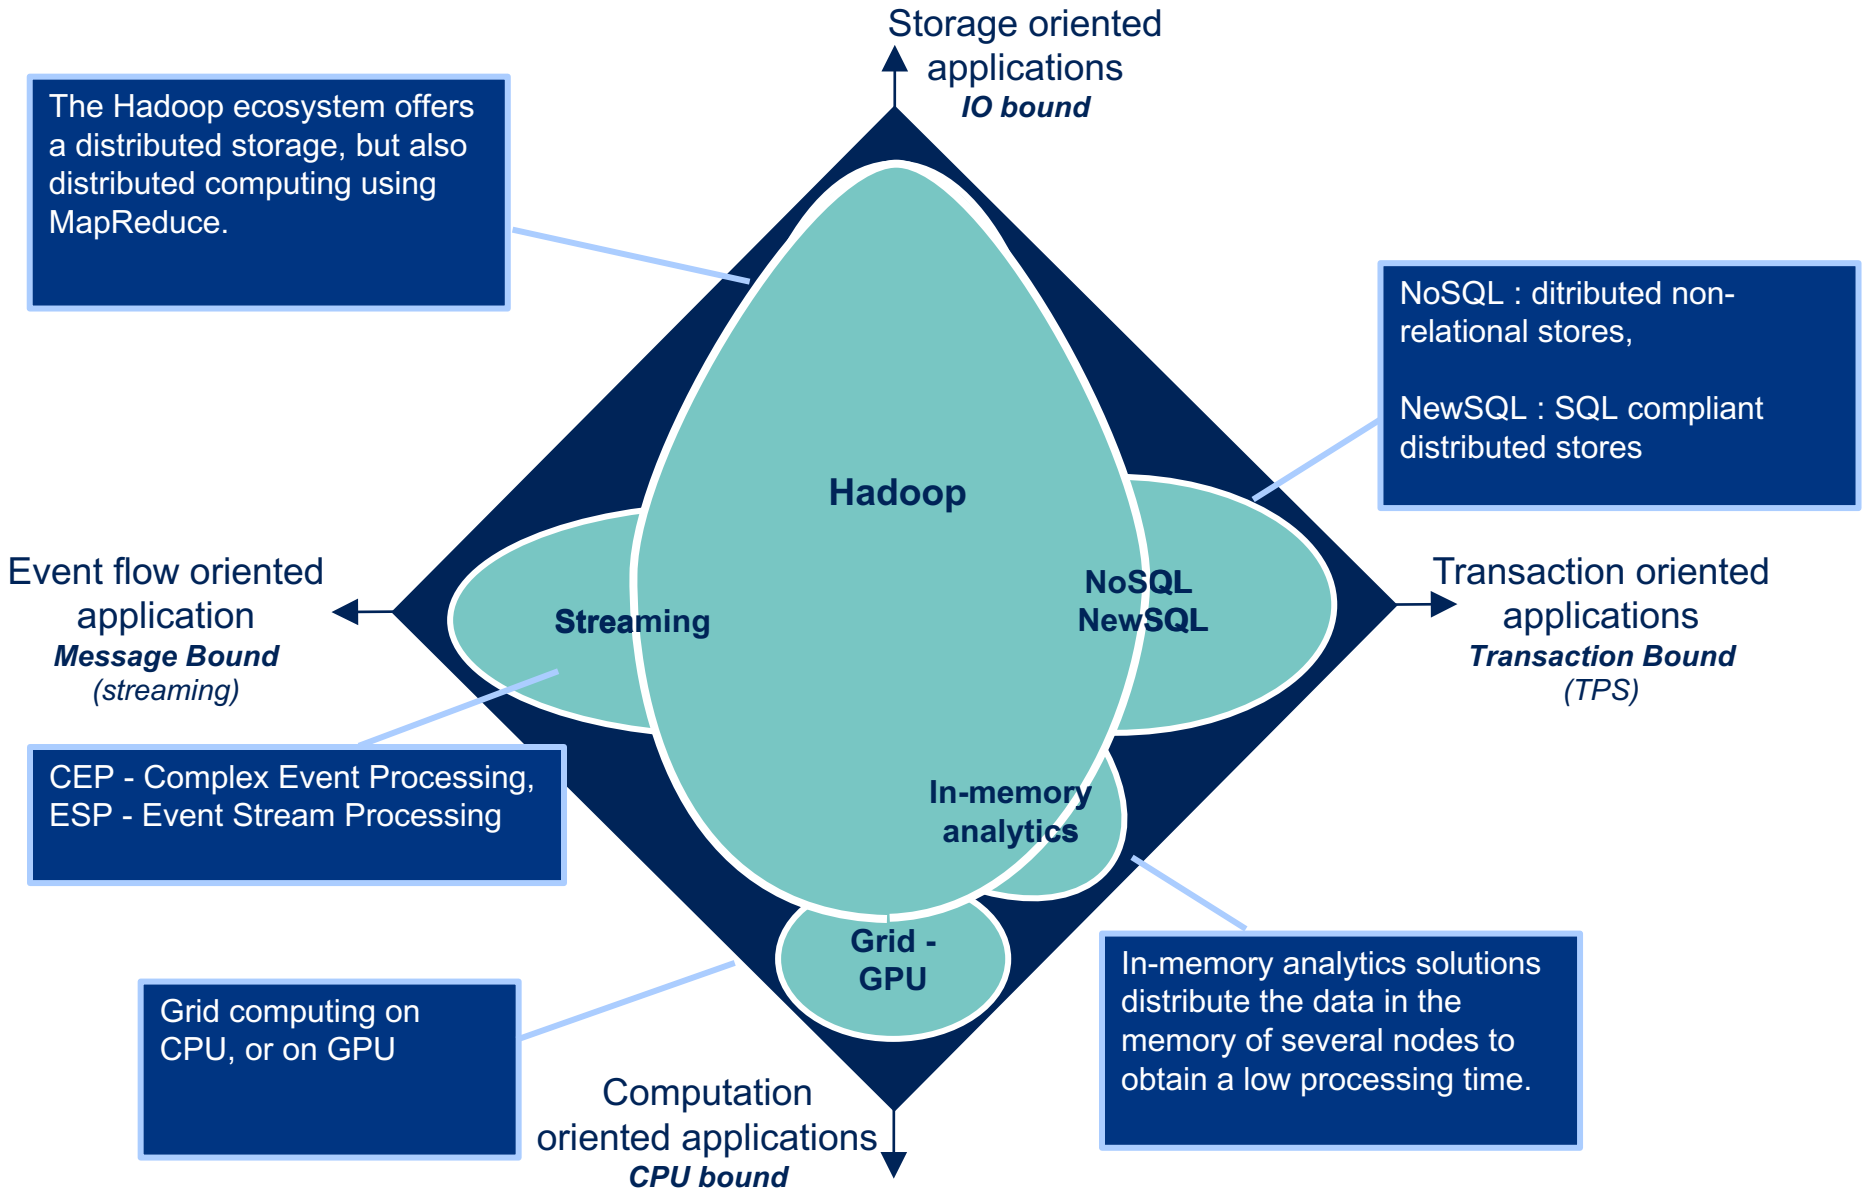 Storage oriented
applications
IO bound
The Hadoop ecosystem offers
a distributed storage, but also
distributed computing using
MapReduce.
NoSQL : ditributed non-
relational stores,
NewSQL : SQL compliant
distributed stores
Hadoop
Event flow oriented
application
Message Bound
(streaming)
Streaming
NoSQL
NewSQL
Transaction oriented
applications
Transaction Bound
(TPS)
CEP - Complex Event Processing,
ESP - Event Stream Processing
In-memory
analytics
Grid -
GPU
Grid computing on
CPU, or on GPU
In-memory analytics solutions
distribute the data in the
memory of several nodes to
obtain a low processing time.
Computation
oriented applications
CPU bound